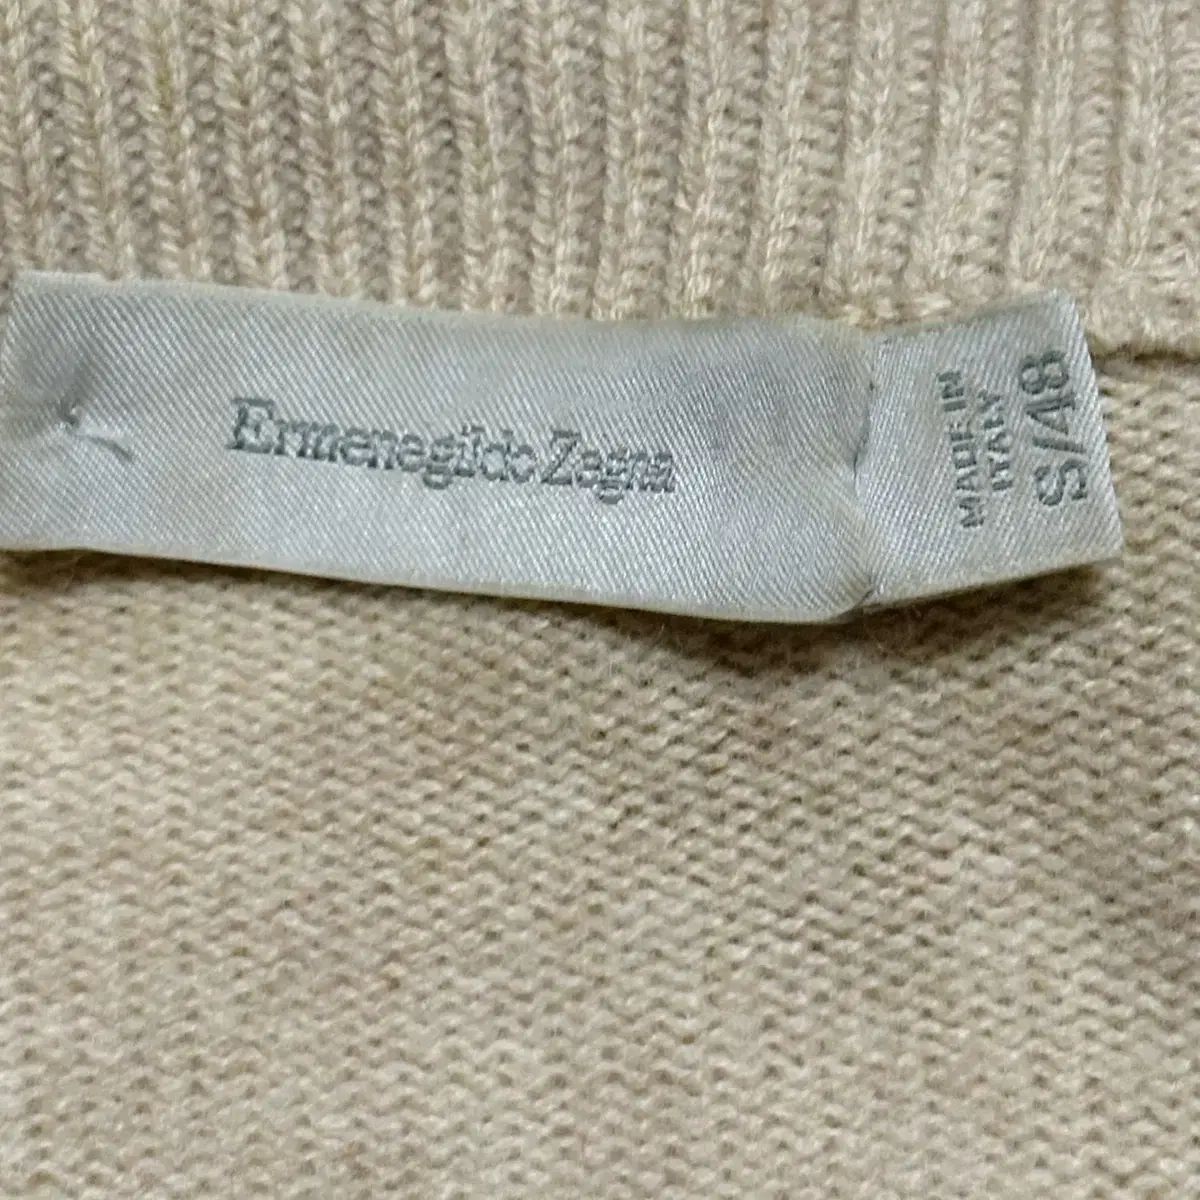 Ermenegildo Zegna
MADE IN
ITALY
S/48